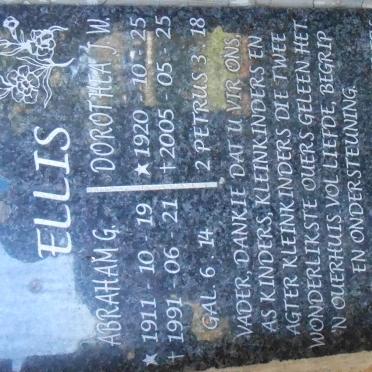 ELLIS
ABRAHAM G. DOROTHEA J. W.
★1911 - 10 - 19 ★1920 - 10 - 25
†1991 - 06 - 21 †2005 - 05 - 25
GAL. 6 14 2 PETRUS 3 . 18
VADER, DANKIE DAT U VIR ONS
AS KINDERS, KLEINKINDERS EN
AGTER KLEINKINDERS DIE TWEE
WONDERLIKSTE OUERS GELEEN HET.
'N OUERHUIS VOL LIEFDE, BEGRIP
EN ONDERSTEUNING.